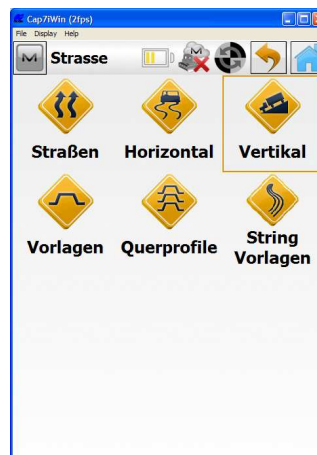 Cap7iWin (2fps)
File Display Help
M Strasse M
Straßen Horizontal Vertikal
Vorlagen Querprofile String Vorlagen